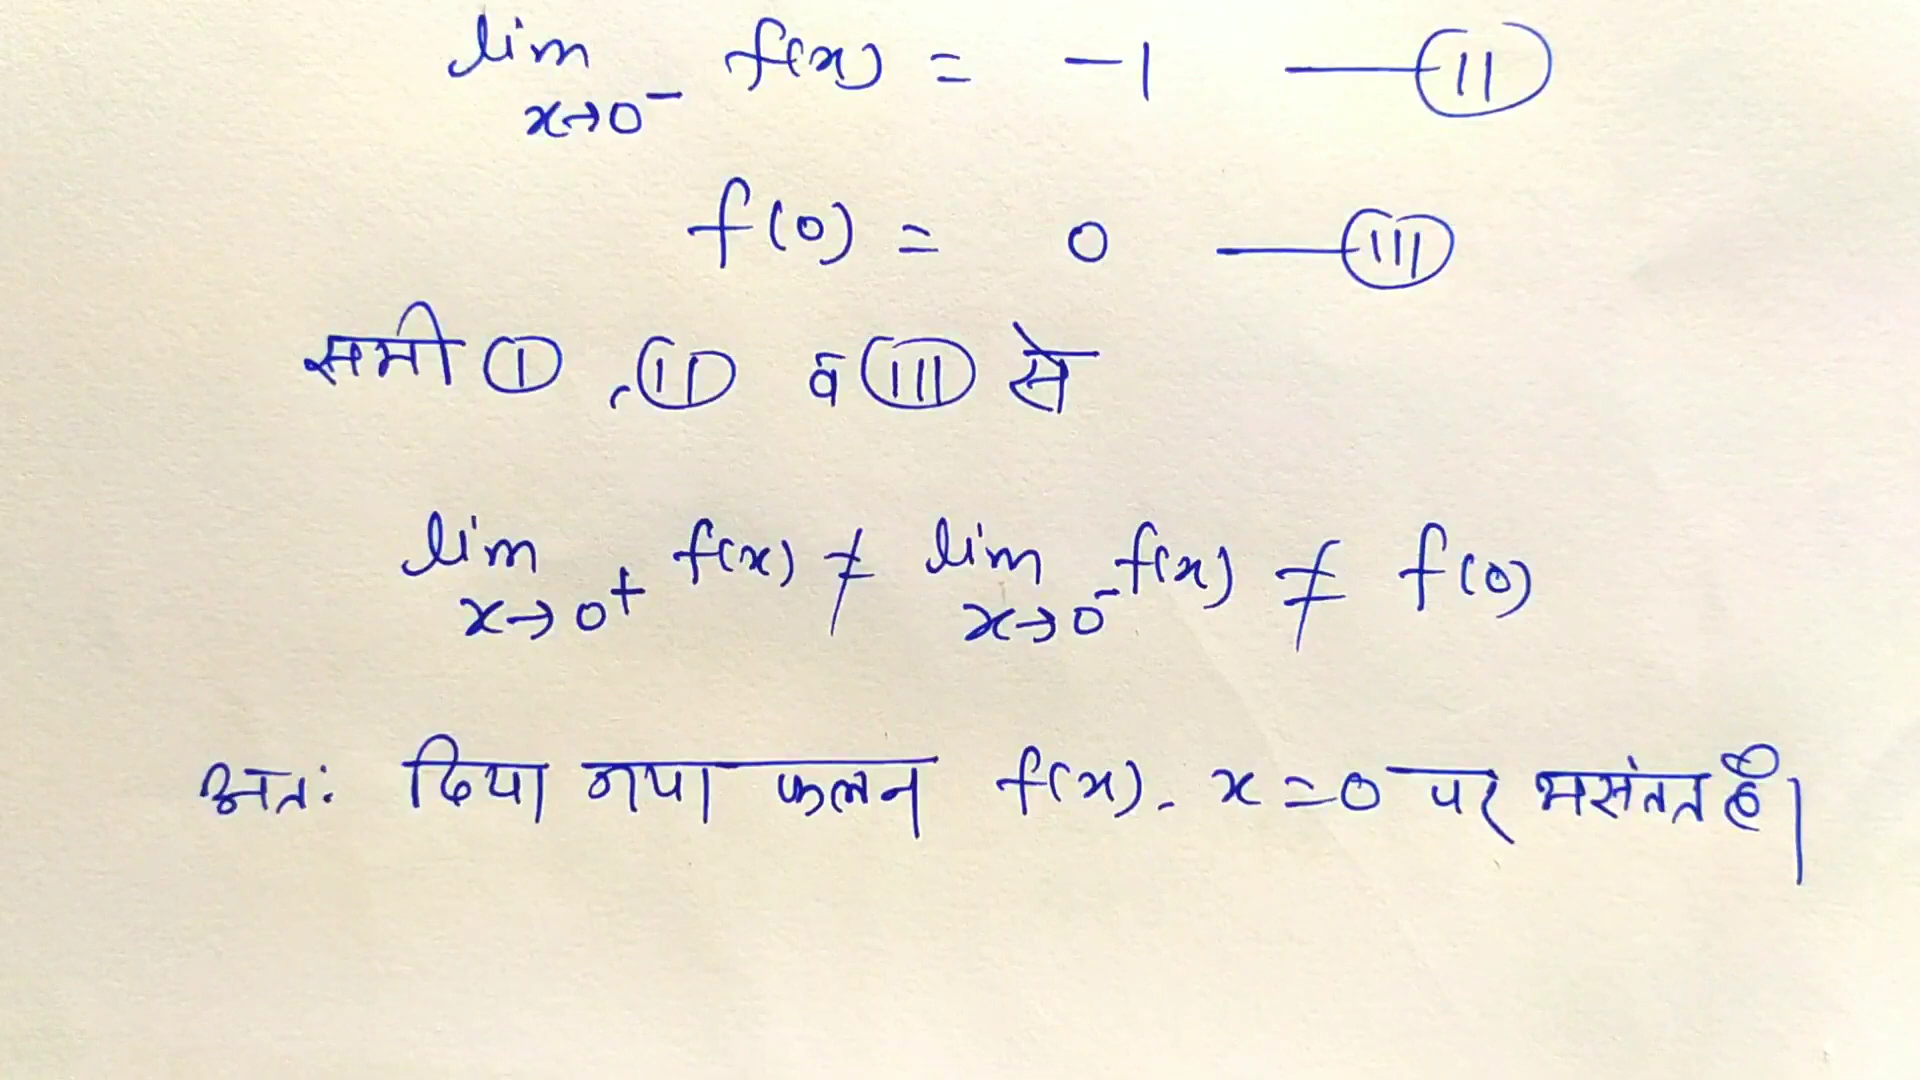 lim f(x) = -1 —(II)
x→0⁻
f(0) = 0 —(III)
समी (I), (II) व (III) से
lim f(x) ≠ lim f(x) ≠ f(0)
x→0⁺ x→0⁻
अतः दिया गया फलन f(x). x=0 पर असंतत है।